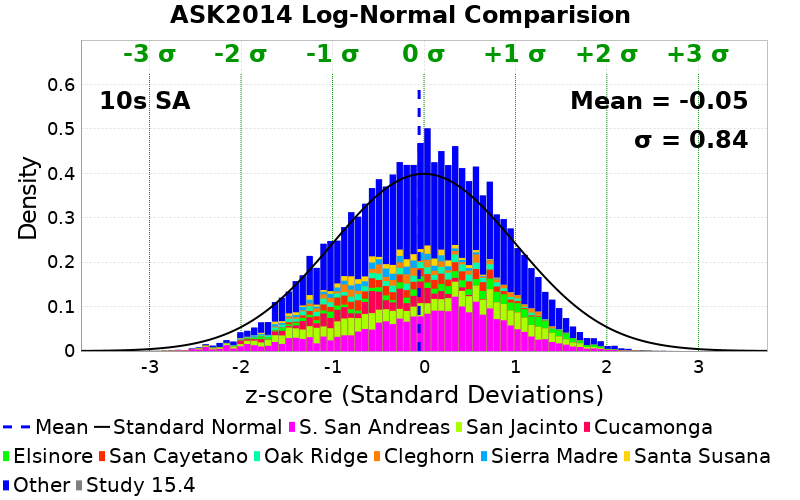 ASK2014 Log-Normal Comparision
-3 σ -2 σ -1 σ 0 σ +1 σ +2 σ +3 σ
10s SA
Mean = -0.05
σ = 0.84
Density
0.6
0.5
0.4
0.3
0.2
0.1
0
-3 -2 -1 0 1 2 3
z-score (Standard Deviations)
Mean Standard Normal S. San Andreas San Jacinto Cucamonga
Elsinore San Cayetano Oak Ridge Cleghorn Sierra Madre Santa Susana
Other Study 15.4